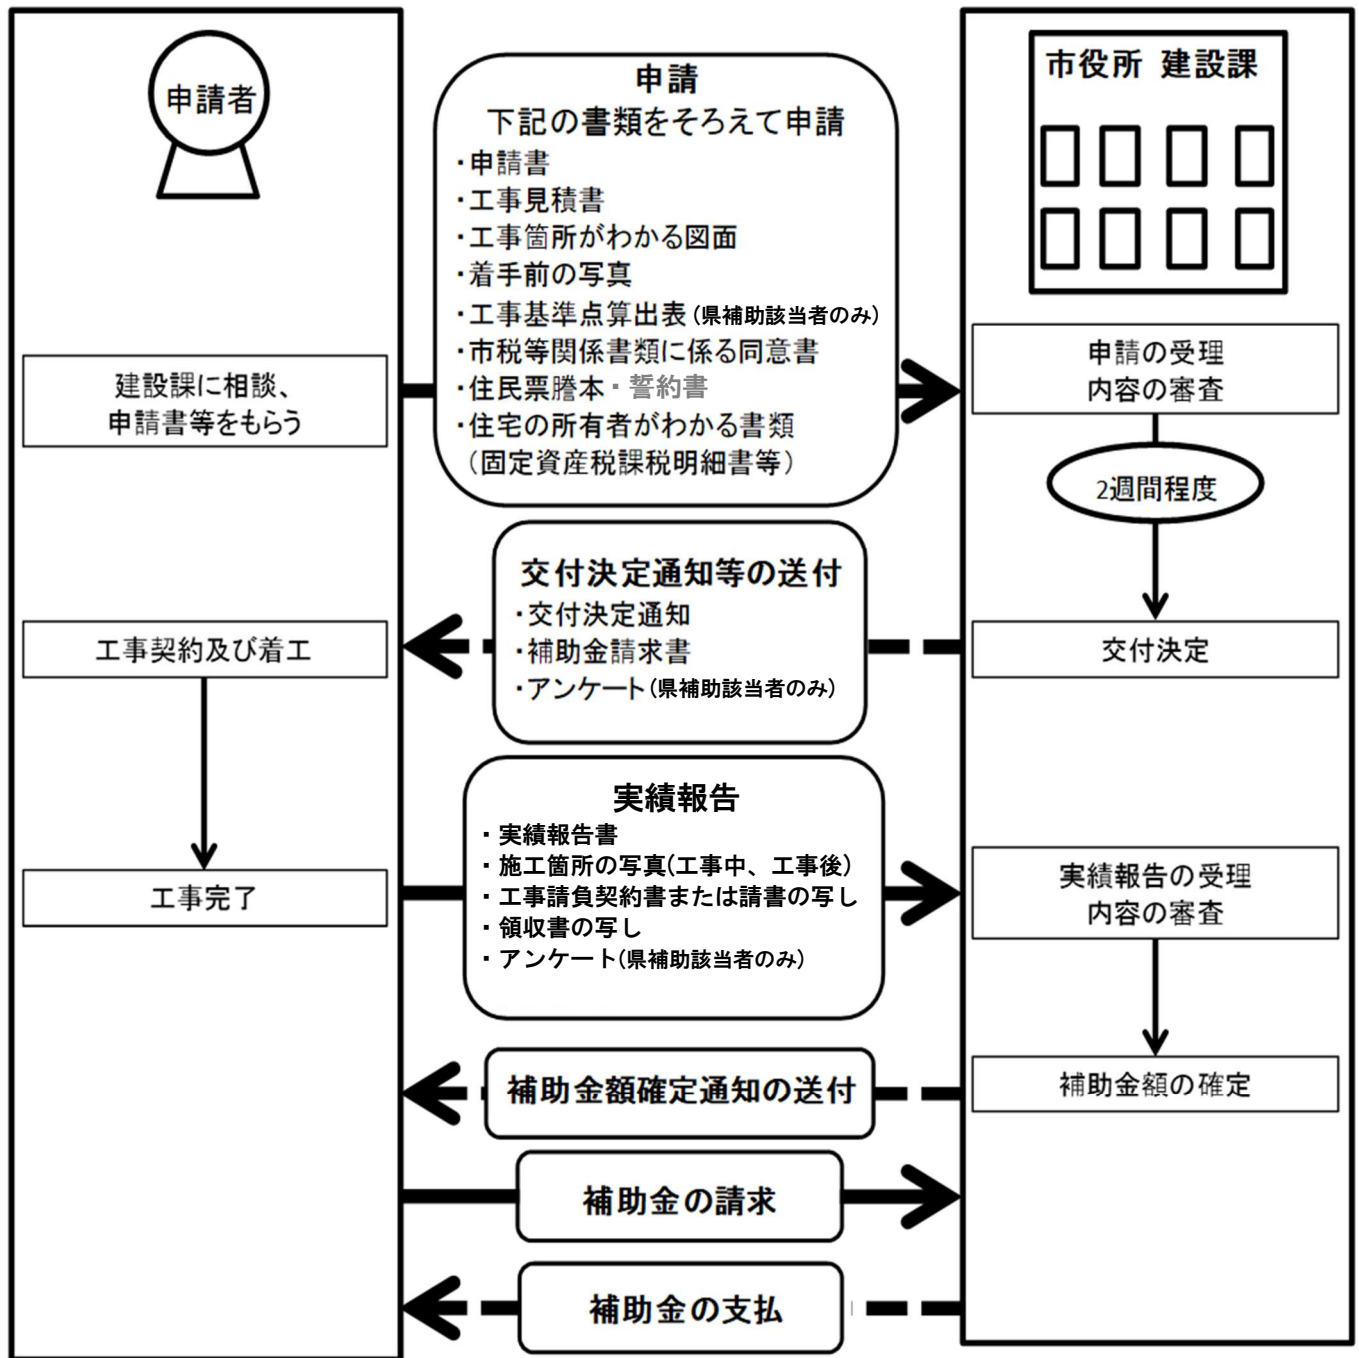 申請者
市役所 建設課
申請
下記の書類をそろえて申請
・申請書
・工事見積書
・工事箇所がわかる図面
・着手前の写真
・工事基準点算出表(県補助該当者のみ)
・市税等関係書類に係る同意書
・住民票謄本・誓約書
・住宅の所有者がわかる書類
(固定資産税課税明細書等)
建設課に相談、
申請書等をもらう
申請の受理
内容の審査
2週間程度
交付決定通知等の送付
・交付決定通知
・補助金請求書
・アンケート(県補助該当者のみ)
工事契約及び着工
交付決定
実績報告
・実績報告書
・施工箇所の写真(工事中、工事後)
・工事請負契約書または請書の写し
・領収書の写し
・アンケート(県補助該当者のみ)
工事完了
実績報告の受理
内容の審査
補助金額確定通知の送付
補助金額の確定
補助金の請求
補助金の支払